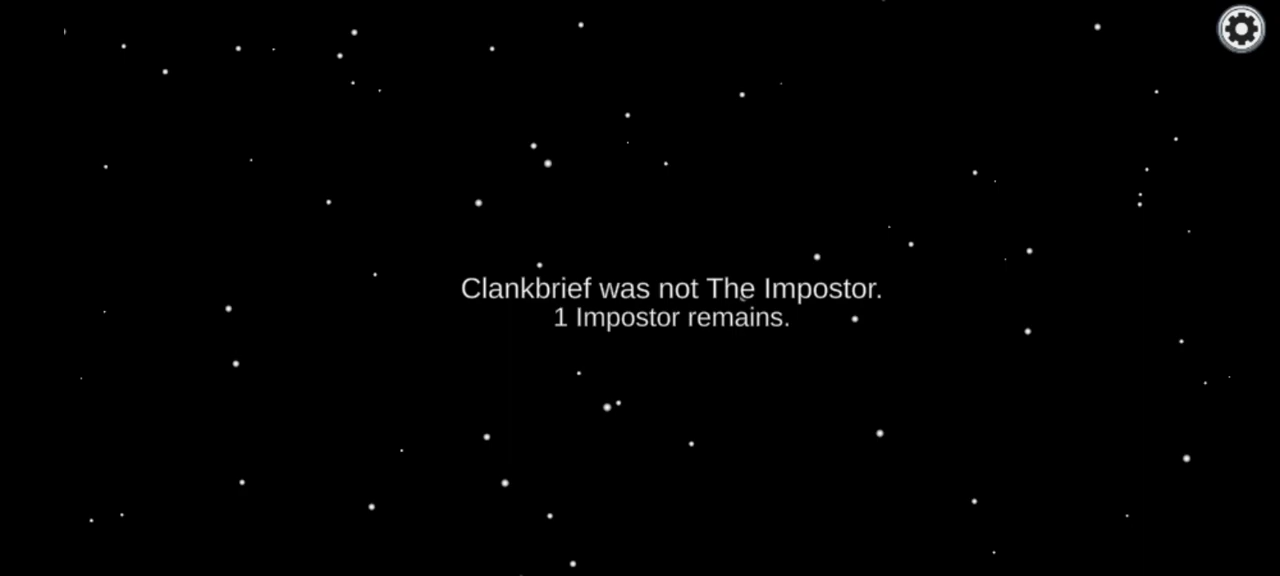 Clankbrief was not The Impostor.
1 Impostor remains.